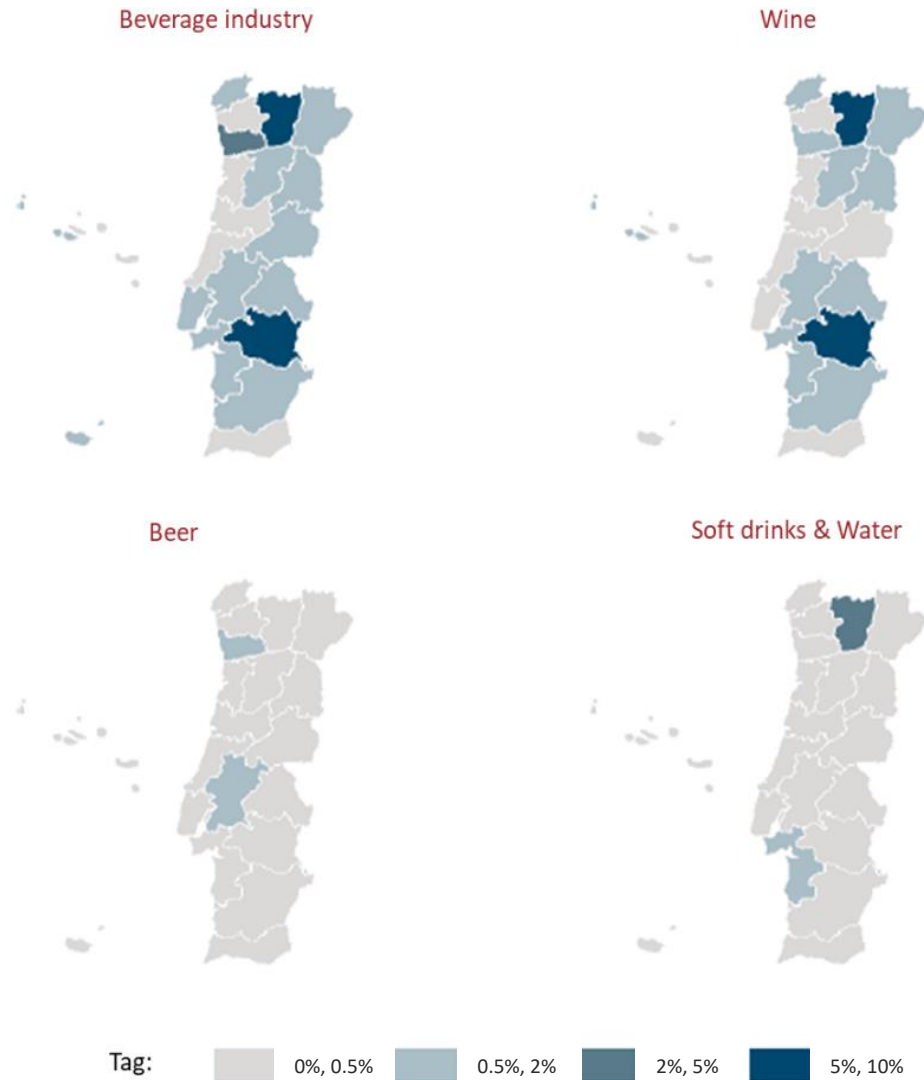 Beverage industry
Wine
Beer
Soft drinks & Water
Tag:
0%, 0.5%
0.5%, 2%
2%, 5%
5%, 10%